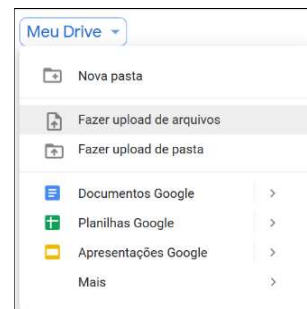 Meu Drive
Nova pasta
Fazer upload de arquivos
Fazer upload de pasta
Documentos Google
Planilhas Google
Apresentações Google
Mais